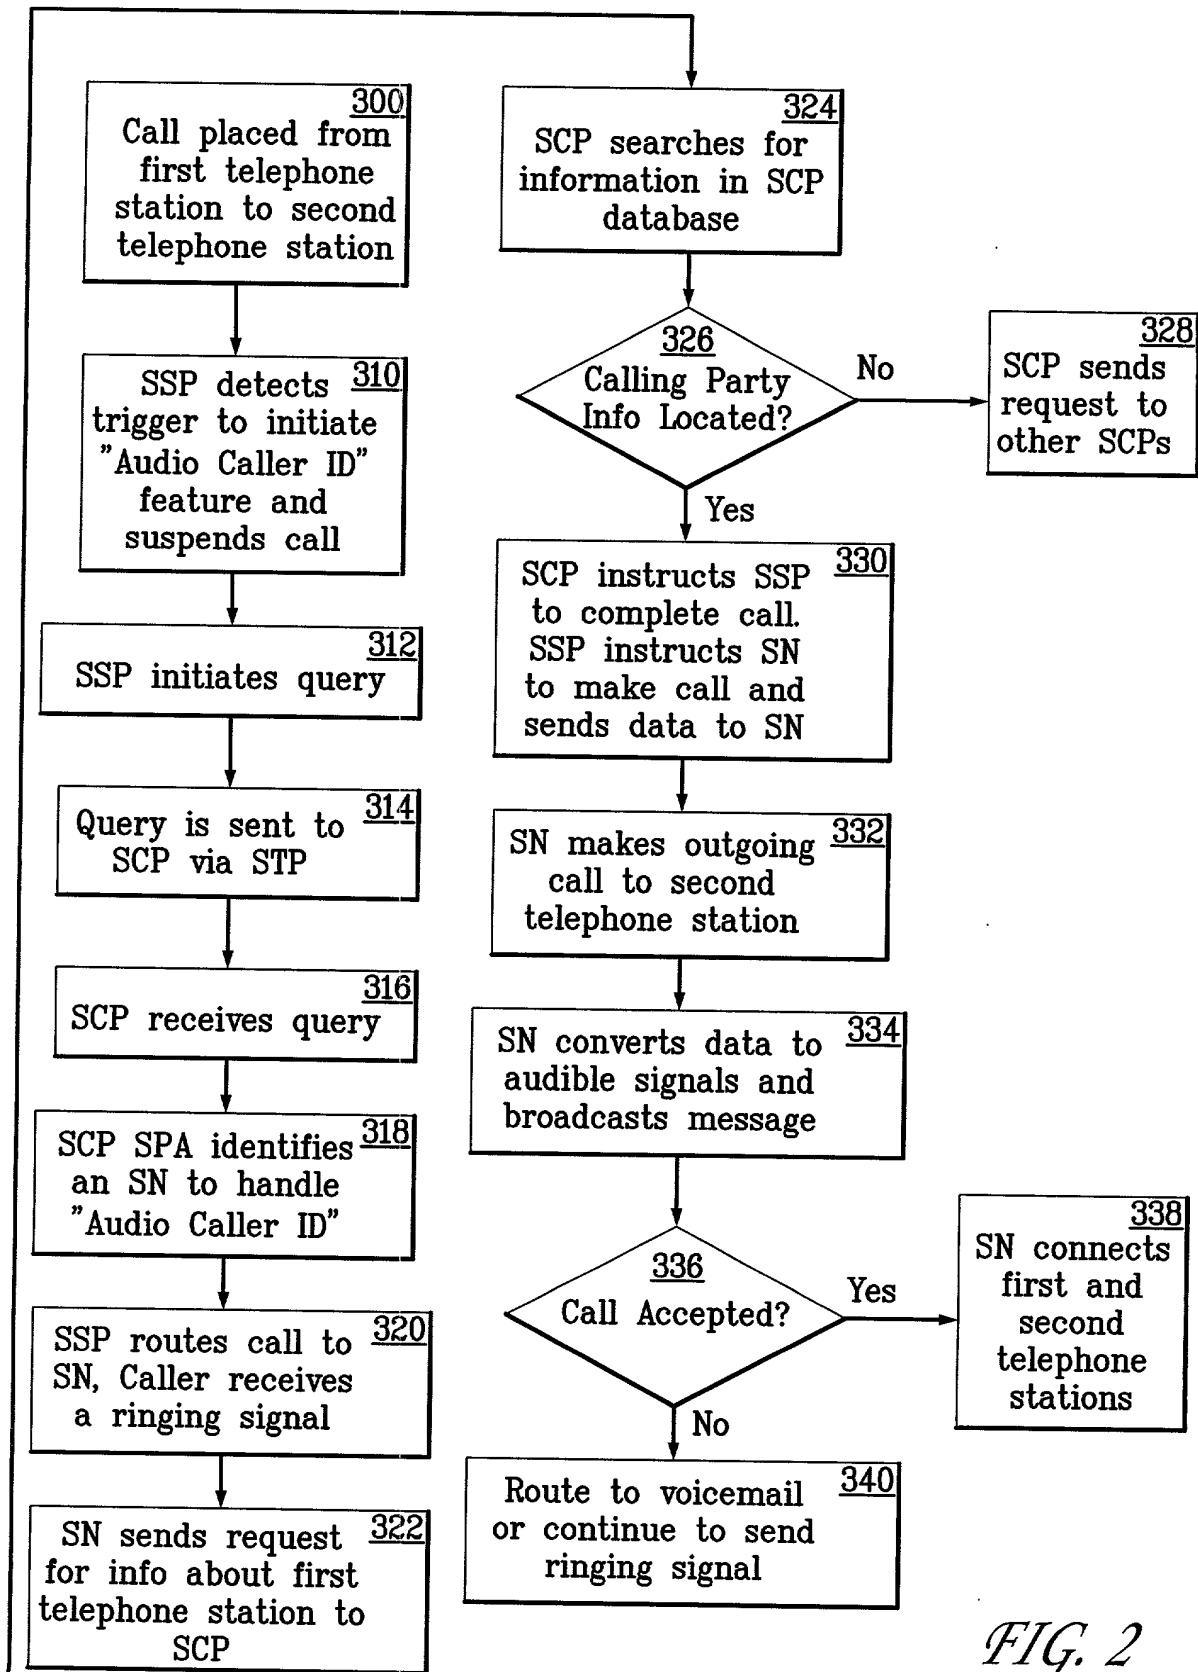 300
Call placed from
first telephone
station to second
telephone station
310
SSP detects
trigger to initiate
"Audio Caller ID"
feature and
suspends call
312
SSP initiates query
314
Query is sent to
SCP via STP
316
SCP receives query
318
SCP SPA identifies
an SN to handle
"Audio Caller ID"
320
SSP routes call to
SN, Caller receives
a ringing signal
322
SN sends request
for info about first
telephone station to
SCP
324
SCP searches for
information in SCP
database
326
Calling Party
Info Located?
No
328
SCP sends
request to
other SCPs
Yes
330
SCP instructs SSP
to complete call.
SSP instructs SN
to make call and
sends data to SN
332
SN makes outgoing
call to second
telephone station
334
SN converts data to
audible signals and
broadcasts message
336
Call Accepted?
Yes
338
SN connects
first and
second
telephone
stations
No
340
Route to voicemail
or continue to send
ringing signal
FIG. 2